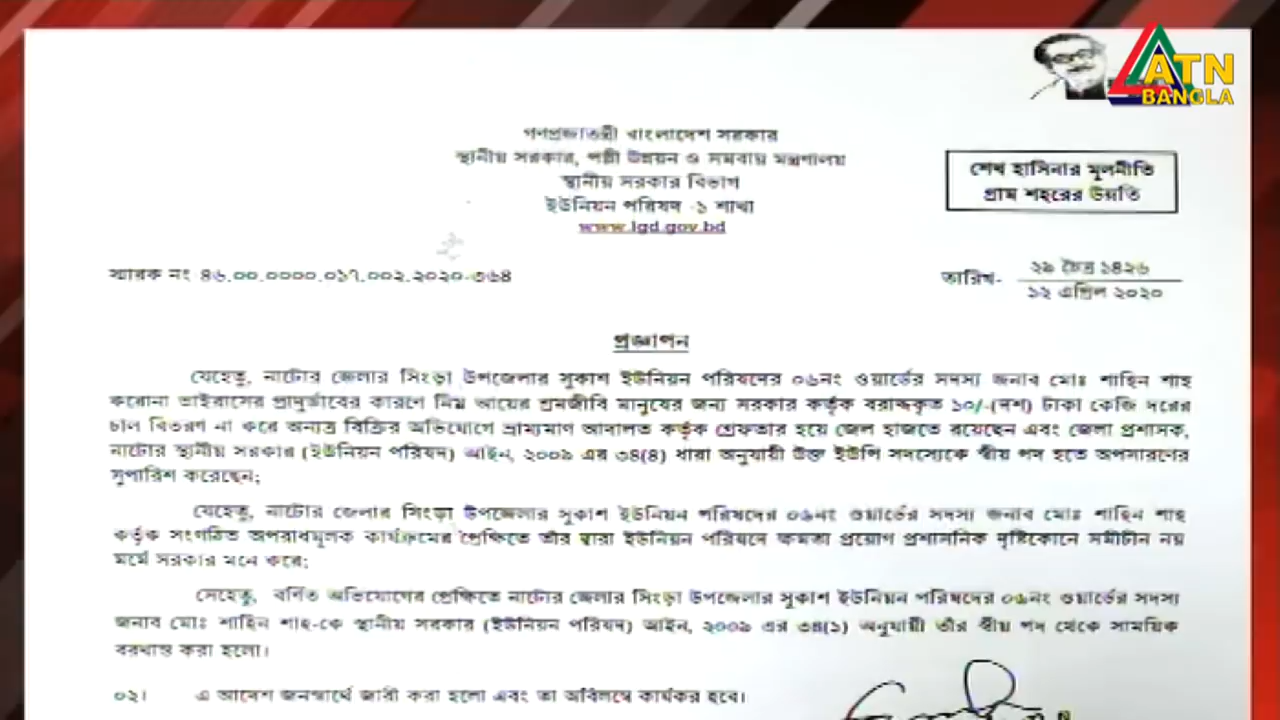 ATN
BANGLA
গণপ্রজাতন্ত্রী বাংলাদেশ সরকার
স্থানীয় সরকার, পল্লী উন্নয়ন ও সমবায় মন্ত্রণালয়
স্থানীয় সরকার বিভাগ
ইউনিয়ন পরিষদ -১ শাখা
www.lgd.gov.bd
শেখ হাসিনার মূলনীতি
গ্রাম শহরের উন্নতি
স্মারক নং ৪৬.০০.০০০০.০১৭.০০২.২০২০-৩৬৪
তারিখ-
২৯ চৈত্র ১৪২৬
১২ এপ্রিল ২০২০
প্রজ্ঞাপন
যেহেতু, নাটোর জেলার সিংড়া উপজেলার সুকাশ ইউনিয়ন পরিষদের ০৬নং ওয়ার্ডের সদস্য জনাব মোঃ শাহিন শাহ
করোনা ভাইরাসের প্রাদুর্ভাবের কারণে নিম্ন আয়ের শ্রমজীবি মানুষের জন্য সরকার কর্তৃক বরাদ্দকৃত ১০/-(দশ) টাকা কেজি দরের
চাল বিতরণ না করে অন্যত্র বিক্রির অভিযোগে ভ্রাম্যমাণ আদালত কর্তৃক গ্রেফতার হয়ে জেল হাজতে রয়েছেন এবং জেলা প্রশাসক,
নাটোর স্থানীয় সরকার (ইউনিয়ন পরিষদ) আইন, ২০০৯ এর ৩৪(৪) ধারা অনুযায়ী উক্ত ইউপি সদস্যেকে স্বীয় পদ হতে অপসারণের
সুপারিশ করেছেন;
যেহেতু, নাটোর জেলার সিংড়া উপজেলার সুকাশ ইউনিয়ন পরিষদের ০৬নং ওয়ার্ডের সদস্য জনাব মোঃ শাহিন শাহ
কর্তৃক সংগঠিত অপরাধমূলক কার্যক্রমের প্রেক্ষিতে তাঁর দ্বারা ইউনিয়ন পরিষদে ক্ষমতা প্রয়োগ প্রশাসনিক দৃষ্টিকোনে সমীচীন নয়
মর্মে সরকার মনে করে;
সেহেতু, বর্ণিত অভিযোগের প্রেক্ষিতে নাটোর জেলার সিংড়া উপজেলার সুকাশ ইউনিয়ন পরিষদের ০৬নং ওয়ার্ডের সদস্য
জনাব মোঃ শাহিন শাহ-কে স্থানীয় সরকার (ইউনিয়ন পরিষদ) আইন, ২০০৯ এর ৩৪(১) অনুযায়ী তাঁর স্বীয় পদ থেকে সাময়িক
বরখাস্ত করা হলো।
০২। এ আদেশ জনস্বার্থে জারী করা হলো এবং তা অবিলম্বে কার্যকর হবে।